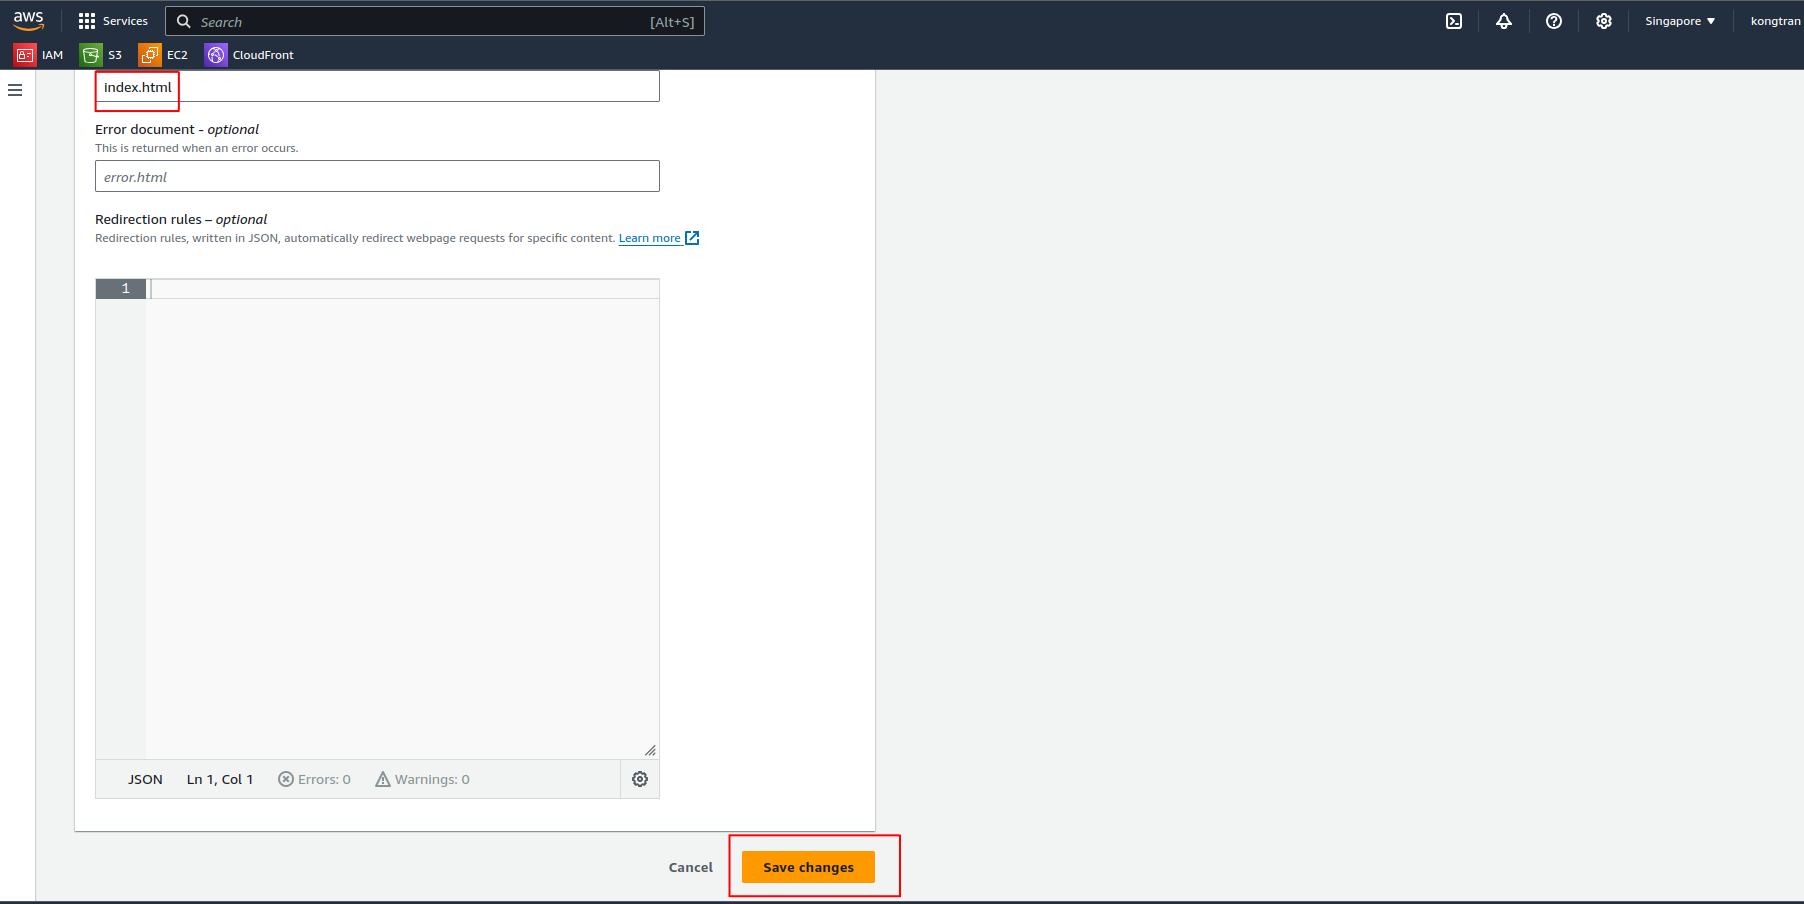 aws
Services
Search
[Alt+S]
Singapore
kongtran
IAM
S3
EC2
CloudFront
index.html
Error document - optional
This is returned when an error occurs.
error.html
Redirection rules – optional
Redirection rules, written in JSON, automatically redirect webpage requests for specific content. Learn more
1
JSON
Ln 1, Col 1
Errors: 0
Warnings: 0
Cancel
Save changes